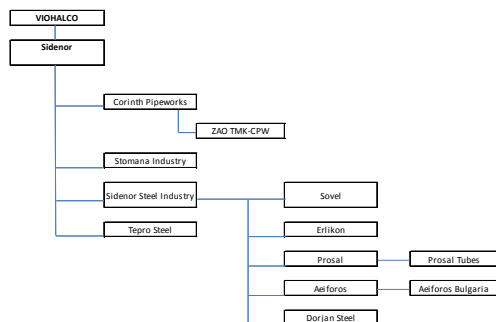 VIOHALCO
Sidenor
Corinth Pipeworks
ZAO TMK-CPW
Stomana Industry
Sidenor Steel Industry
Sovel
Tepro Steel
Erlikon
Prosal
Prosal Tubes
Aeiforos
Aeiforos Bulgaria
Dorjan Steel